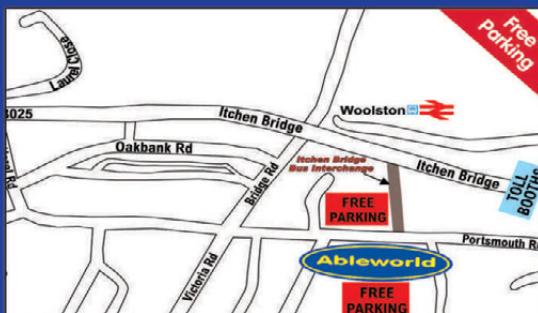 Free
Parking
Laurel Close
3025
Itchen Bridge
Woolston
Oakbank Rd
Itchen Bridge
Bus Interchange
Itchen Bridge
TOLL
BOOTHS
Bridge Rd
Rd
FREE
PARKING
Portsmouth R
Victoria Rd
Ableworld
FREE
PARKING